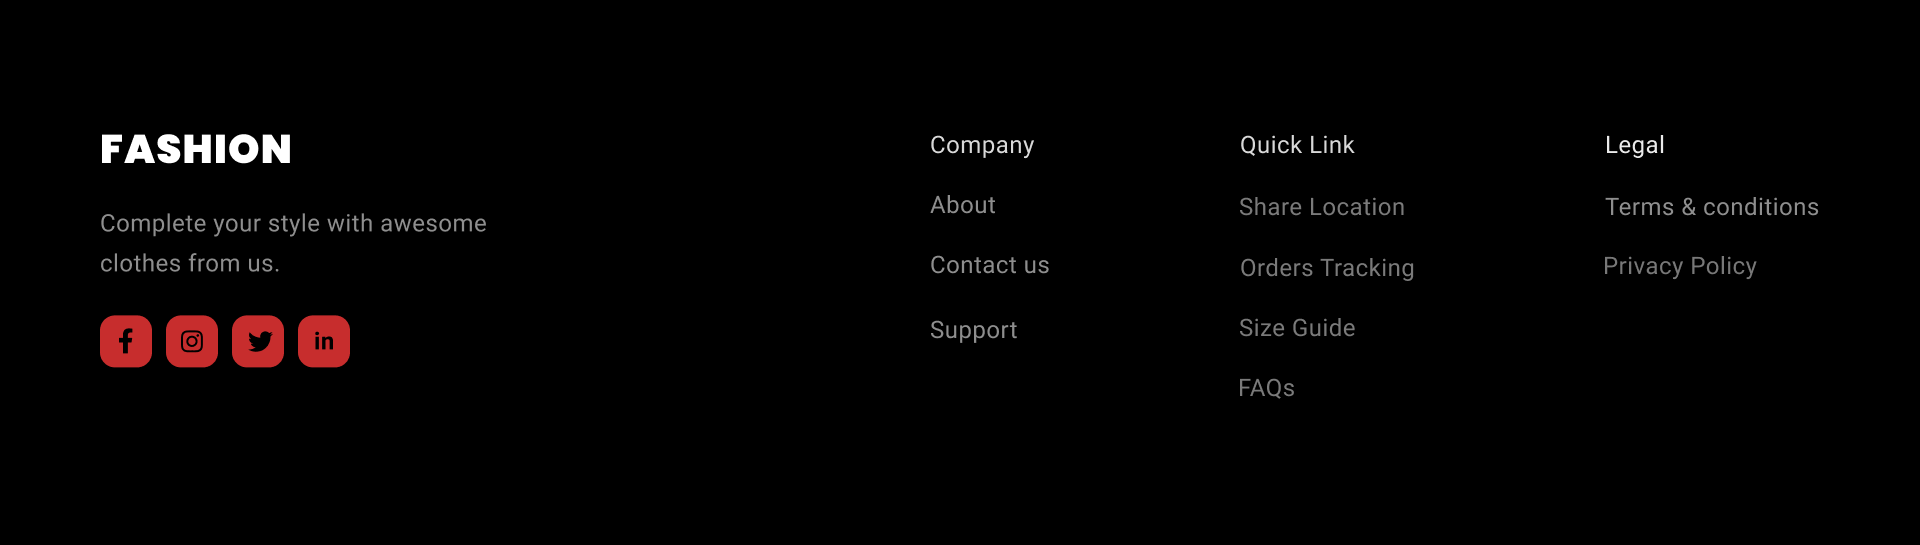 FASHION
Complete your style with awesome
clothes from us.
in
Company
About
Contact us
Support
Quick Link
Share Location
Orders Tracking
Size Guide
FAQs
Legal
Terms & conditions
Privacy Policy